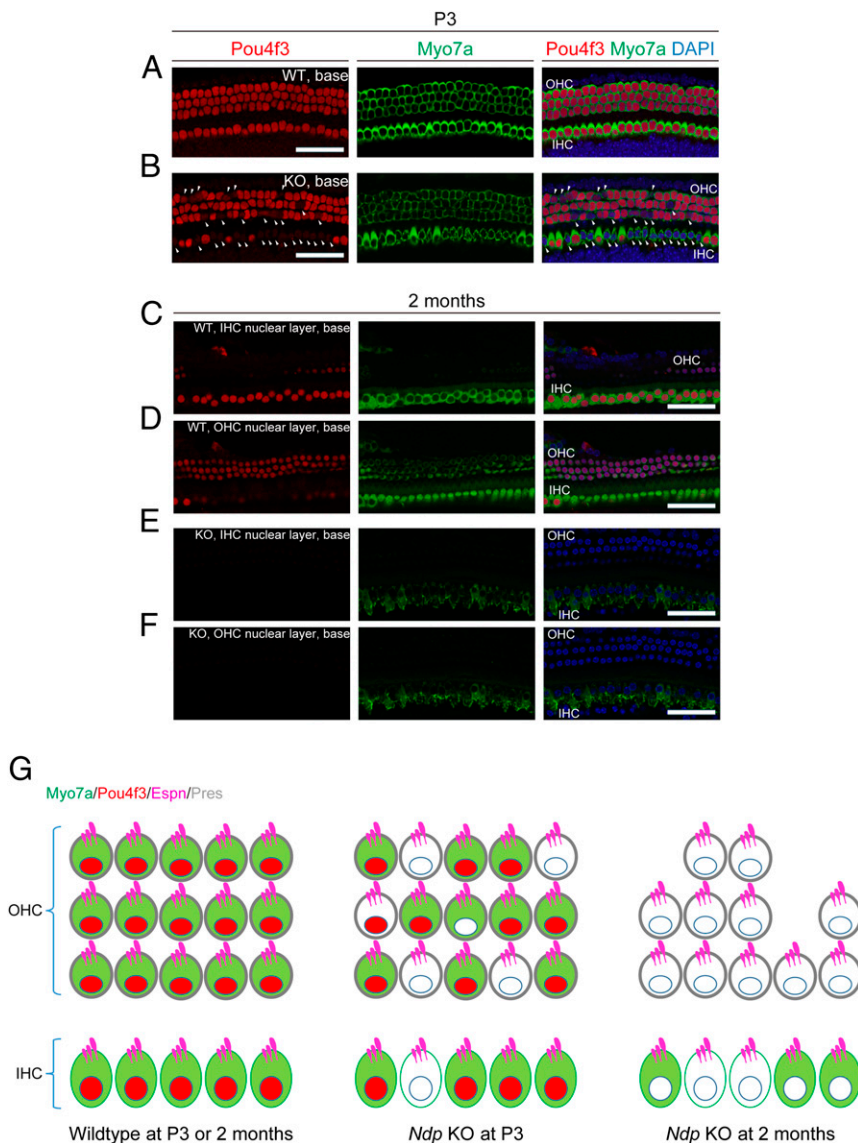 P3
Pou4f3 Myo7a Pou4f3 Myo7a DAPI
A
WT, base
OHC
IHC
B
KO, base
OHC
IHC
2 months
C
WT, IHC nuclear layer, base
OHC
IHC
D
WT, OHC nuclear layer, base
OHC
IHC
E
KO, IHC nuclear layer, base
OHC
IHC
F
KO, OHC nuclear layer, base
OHC
IHC
G
Myo7a/Pou4f3/Espn/Pres
OHC
IHC
Wildtype at P3 or 2 months Ndp KO at P3 Ndp KO at 2 months